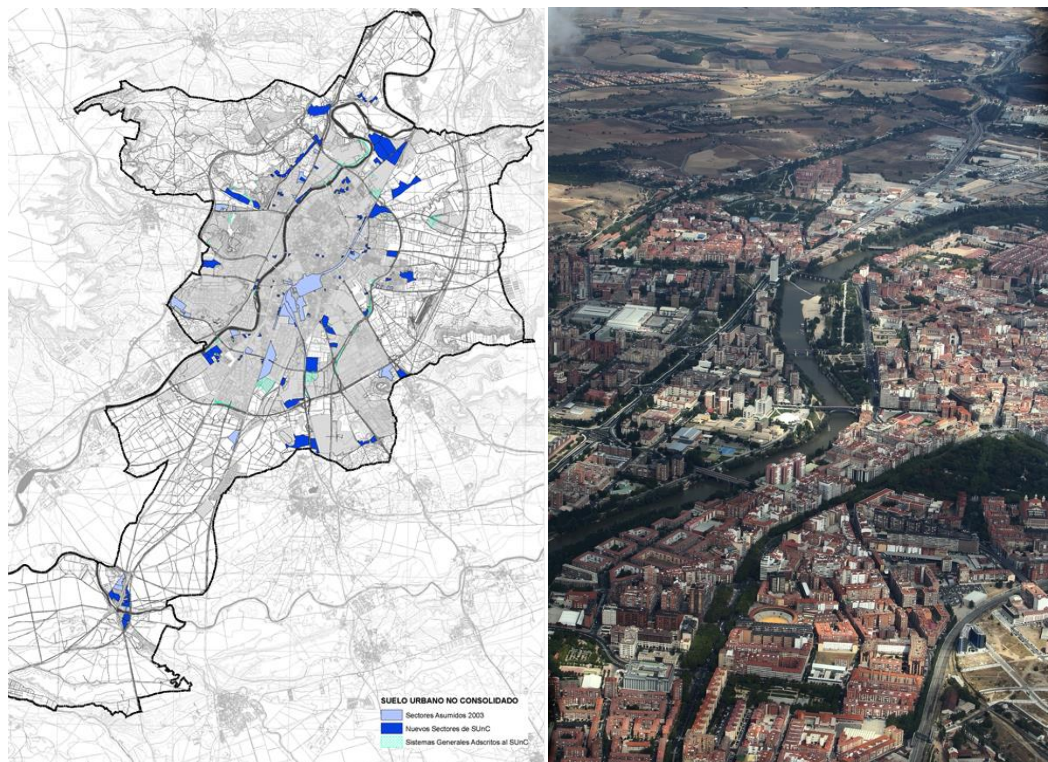 SUELO URBANO NO CONSOLIDADO
Sectores Asumidos 2003
Nuevos Sectores de SUnC
Sistemas Generales Adscritos al SUnC